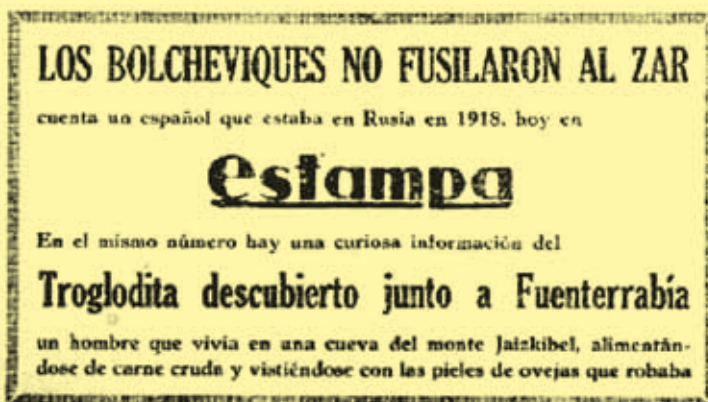 LOS BOLCHEVIQUES NO FUSILARON AL ZAR
cuenta un español que estaba en Rusia en 1918. hoy en
estampa
En el mismo número hay una curiosa información del
Troglodita descubierto junto a Fuenterrabía
un hombre que vivía en una cueva del monte Jaizkibel, alimentán-
dose de carne cruda y vistiéndose con las pieles de ovejas que robaba